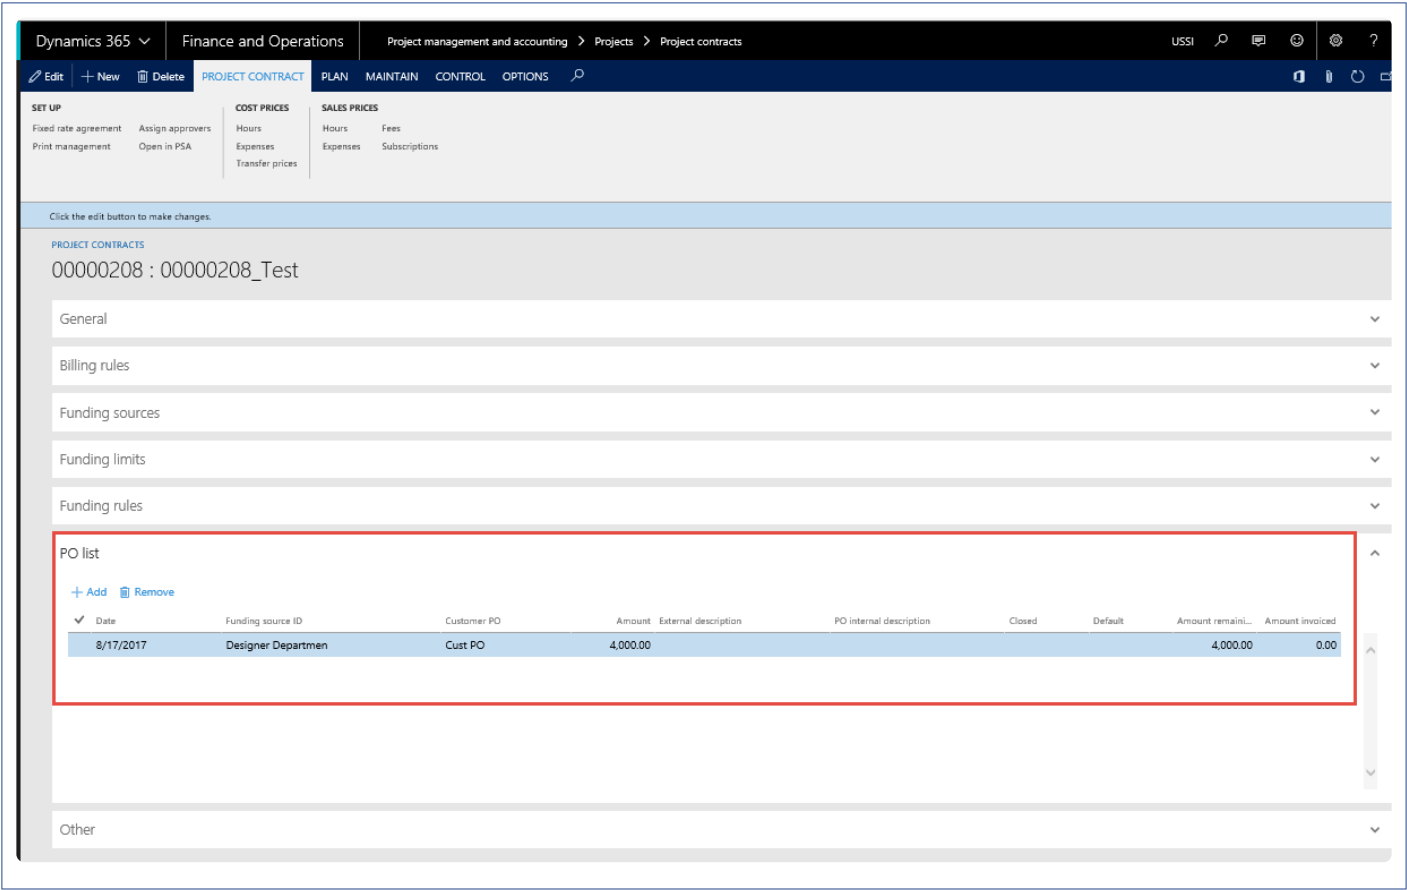 Dynamics 365 Finance and Operations Project management and accounting > Projects > Project contracts USSI ?
Edit New Delete PROJECT CONTRACT PLAN MAINTAIN CONTROL OPTIONS
SET UP COST PRICES SALES PRICES
Fixed rate agreement Assign approvers Hours Hours Fees
Print management Open in PSA Expenses Expenses Subscriptions
Transfer prices
Click the edit button to make changes.
PROJECT CONTRACTS
00000208 : 00000208_Test
General
Billing rules
Funding sources
Funding limits
Funding rules
PO list
+ Add Remove
Date Funding source ID Customer PO Amount External description PO internal description Closed Default Amount remaini... Amount invoiced
8/17/2017 Designer Departmen Cust PO 4,000.00 4,000.00 0.00
Other